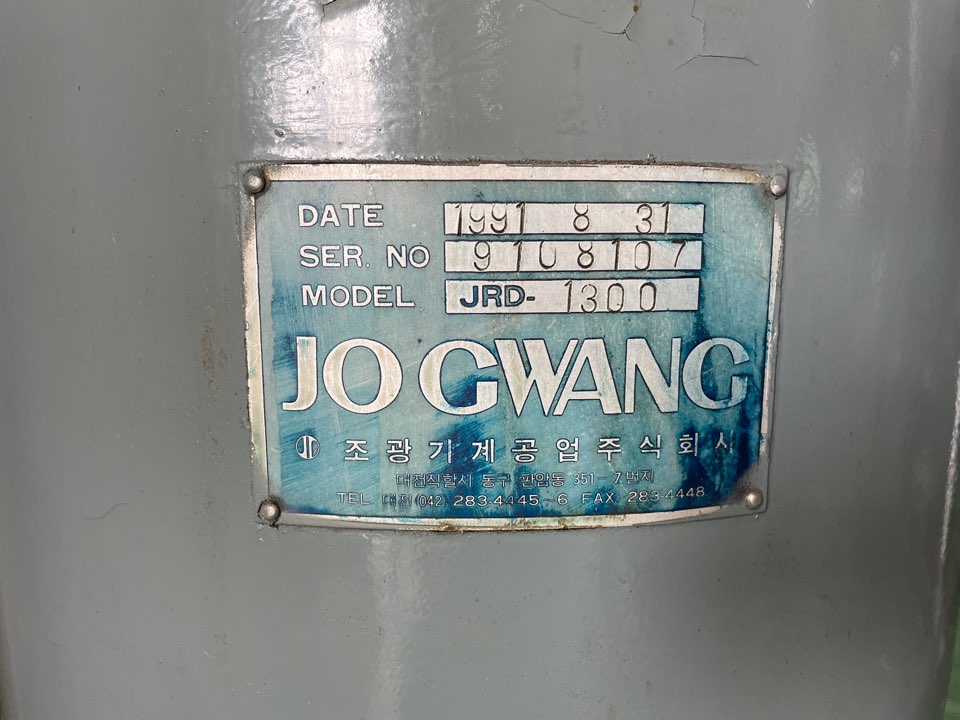 DATE 1991 8 31
SER. NO 9108107
MODEL JRD- 1300
JO GWANG
조광기계공업주식회사
대전직할시 동구 판암동 351-7번지
TEL 대전 (042) 283-4445-6 FAX 283-4448